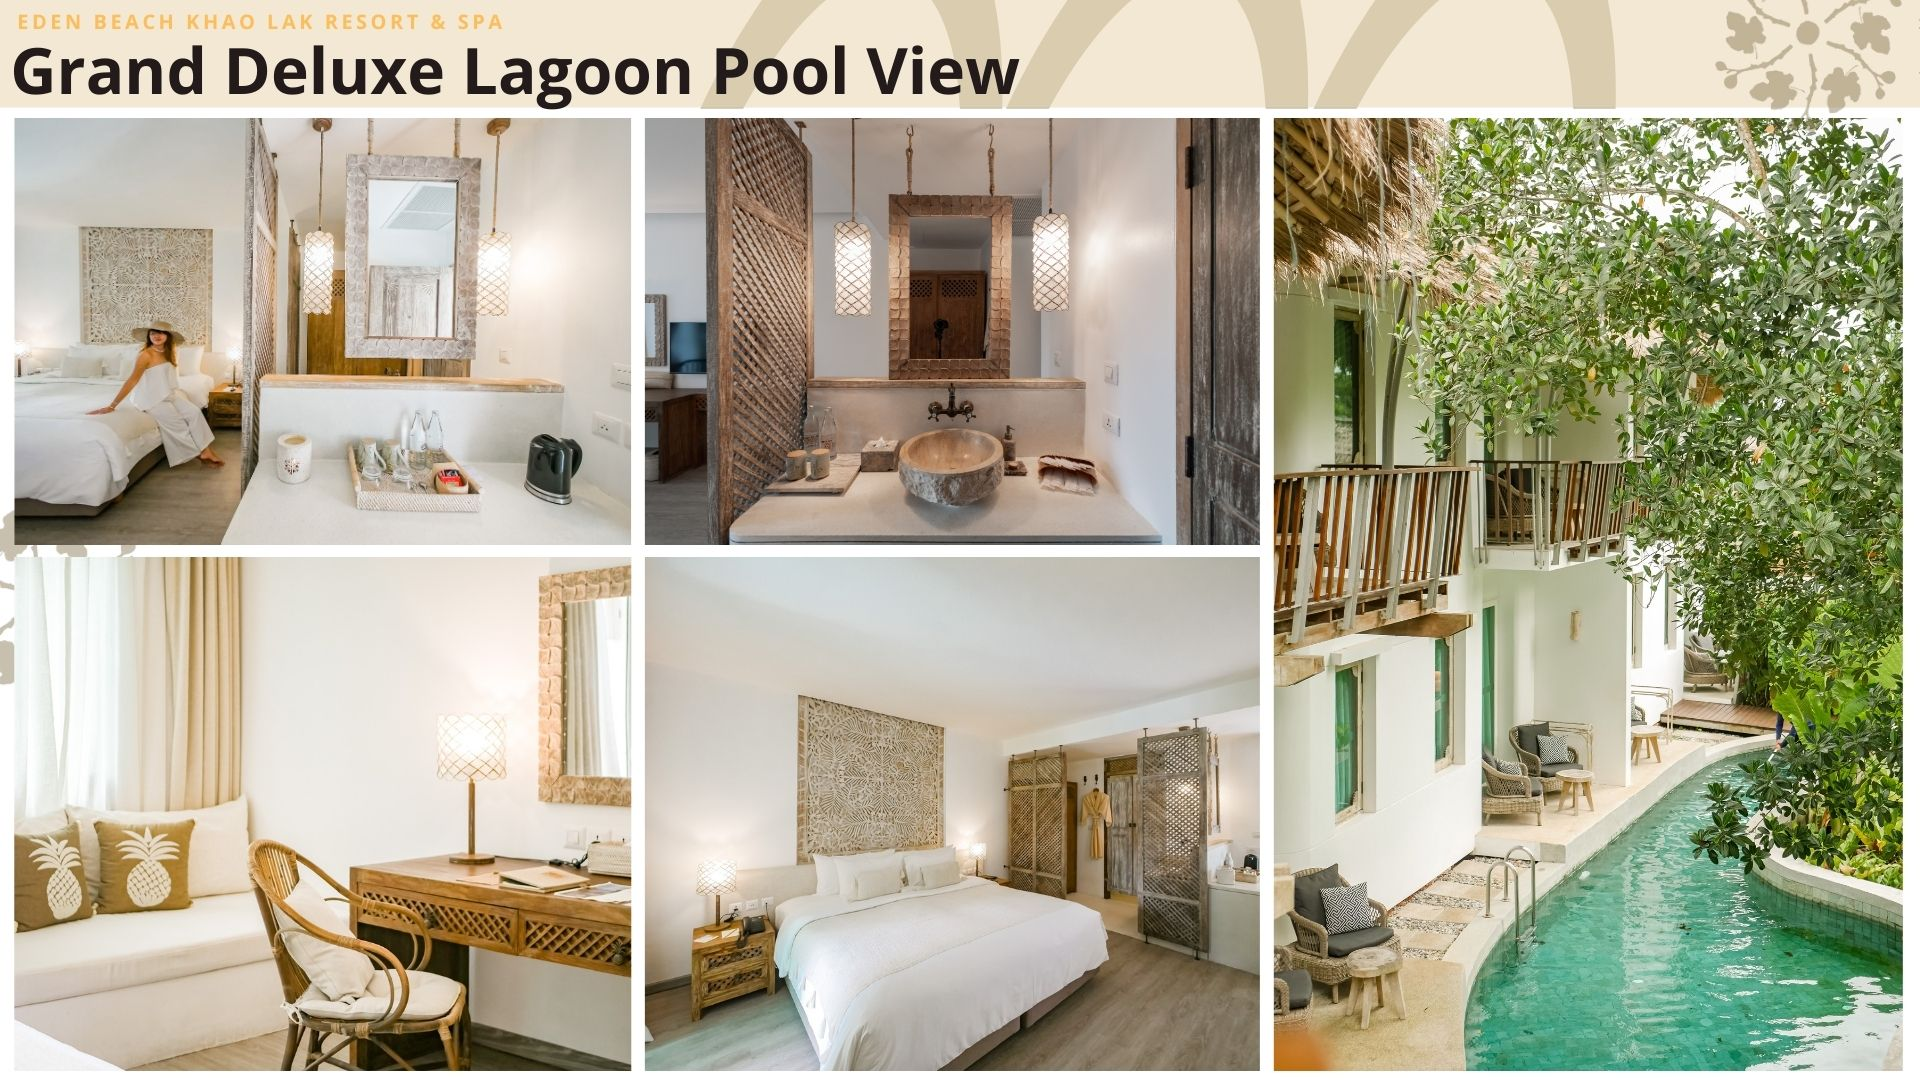 EDEN BEACH KHAO LAK RESORT & SPA
Grand Deluxe Lagoon Pool View